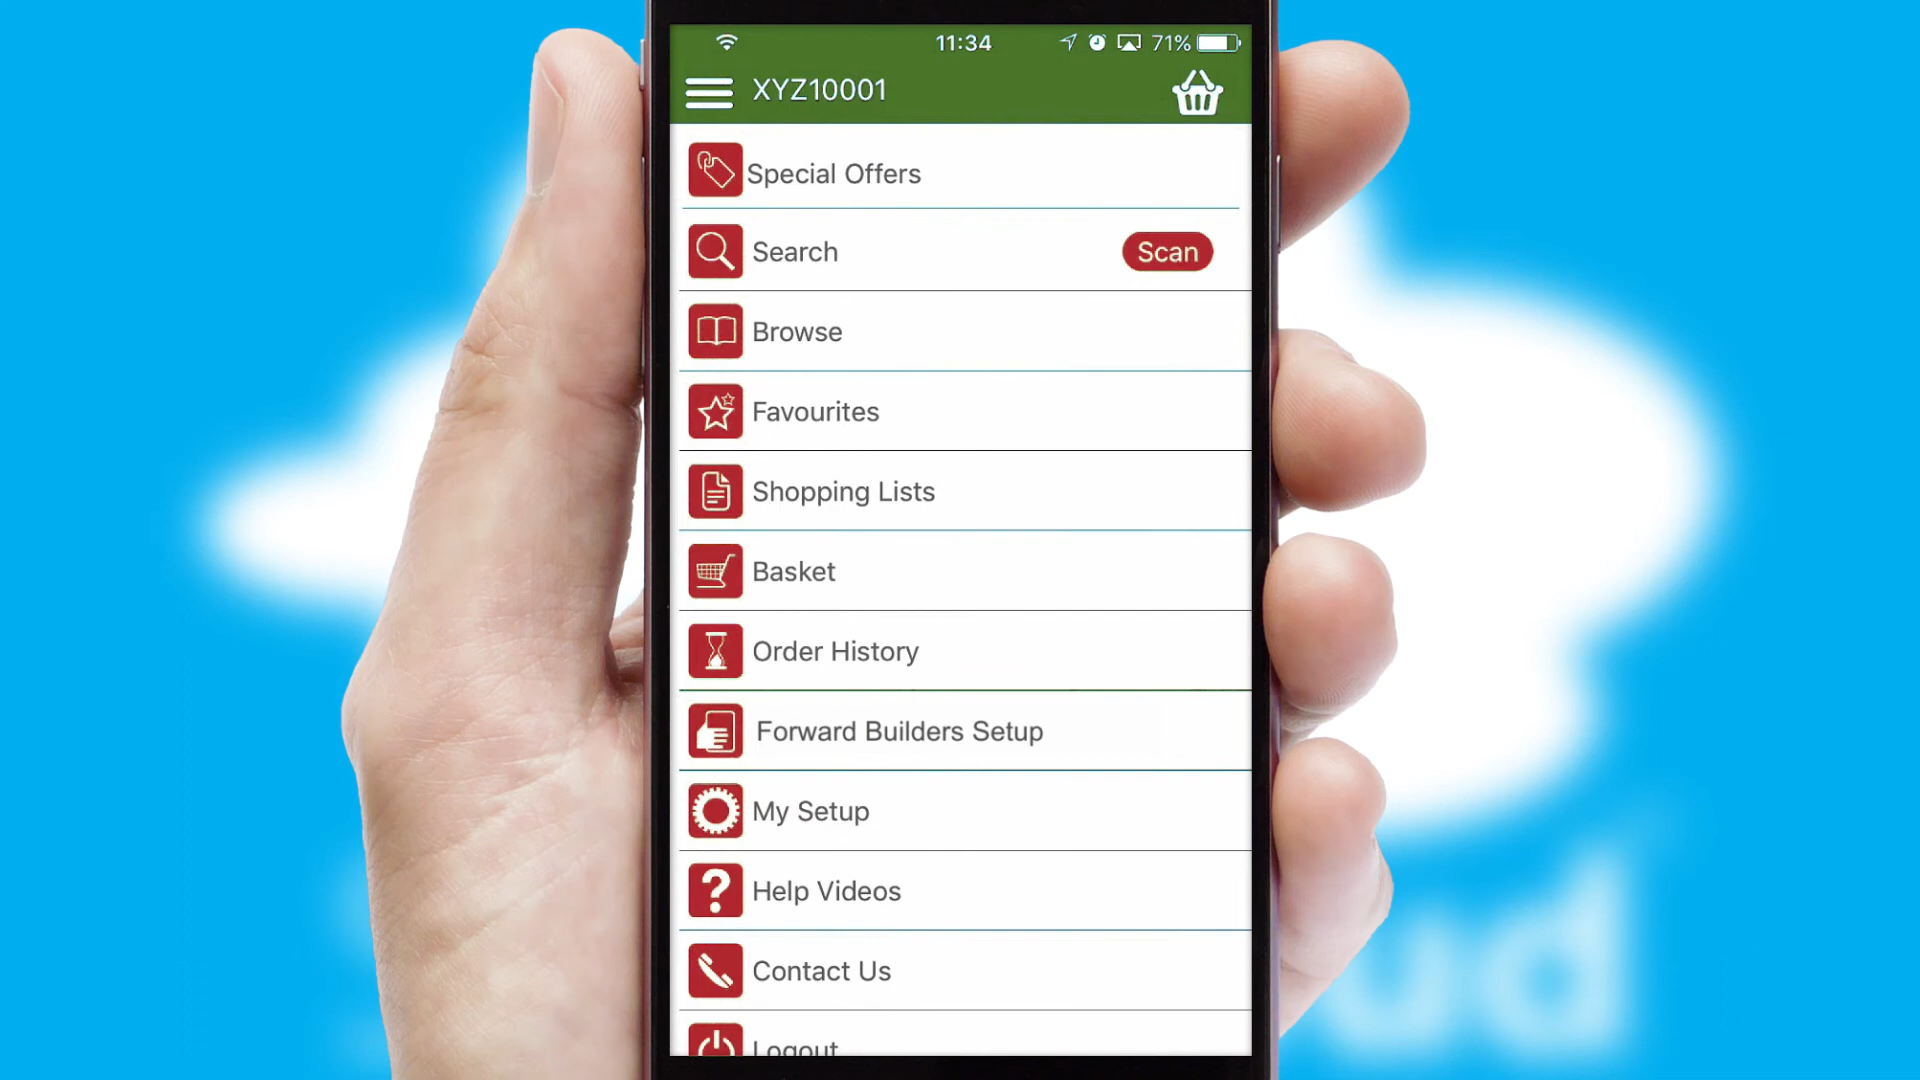 11:34 71%
XYZ10001
Special Offers
Search Scan
Browse
Favourites
Shopping Lists
Basket
Order History
Forward Builders Setup
My Setup
Help Videos
Contact Us
Logout